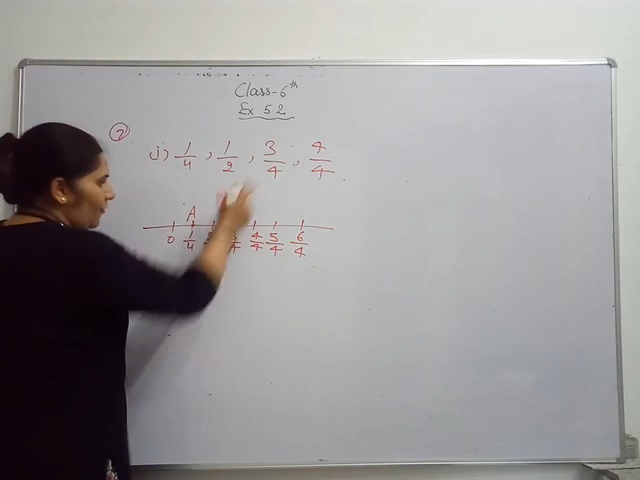 Class-6th
Ex 5.2
2
i) 1/4 , 1/2 , 3/4 , 4/4
A
0 1/4 4/4 5/4 6/4